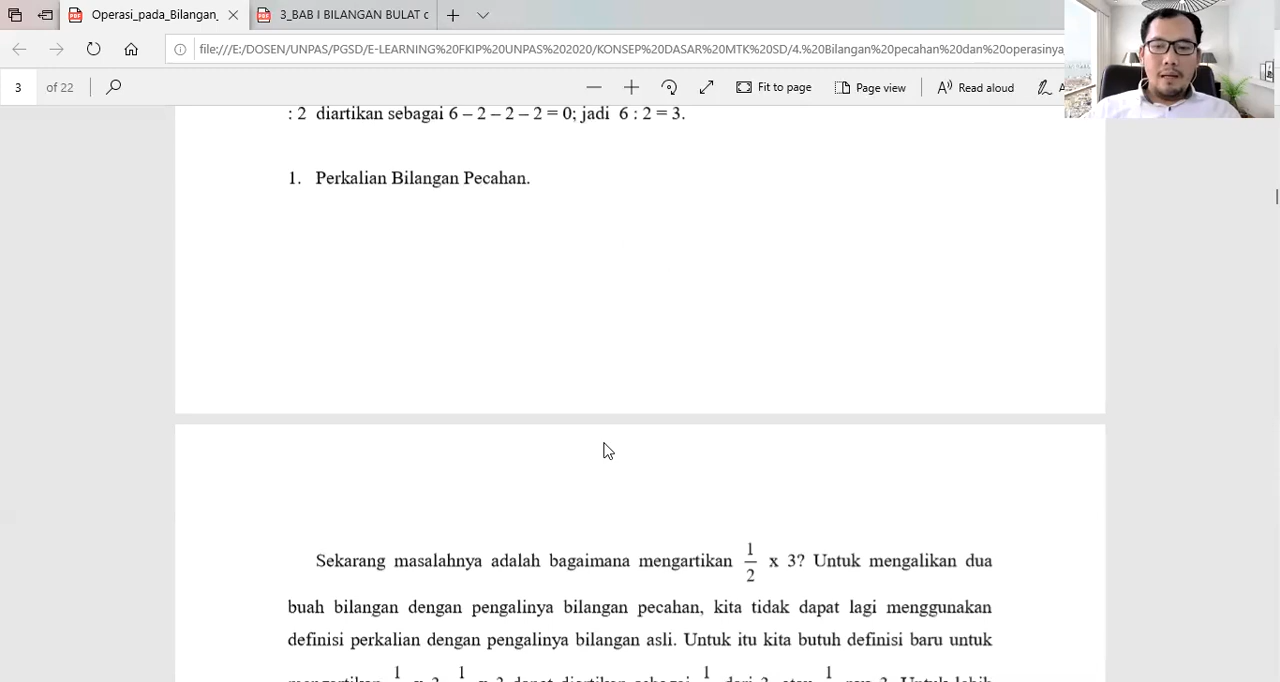 Operasi_pada_Bilangan_
3_BAB I BILANGAN BULAT
file:///E:/DOSEN/UNPAS/PGSD/E-LEARNING%20FKIP%20UNPAS%202020/KONSEP%20DASAR%20MTK%20SD/4.%20Bilangan%20pecahan%20dan%20operasinya
3 of 22 Fit to page Page view Read aloud
: 2 diartikan sebagai 6 – 2 – 2 – 2 = 0; jadi 6 : 2 = 3.
1. Perkalian Bilangan Pecahan.
Sekarang masalahnya adalah bagaimana mengartikan 1/2 x 3? Untuk mengalikan dua
buah bilangan dengan pengalinya bilangan pecahan, kita tidak dapat lagi menggunakan
definisi perkalian dengan pengalinya bilangan asli. Untuk itu kita butuh definisi baru untuk